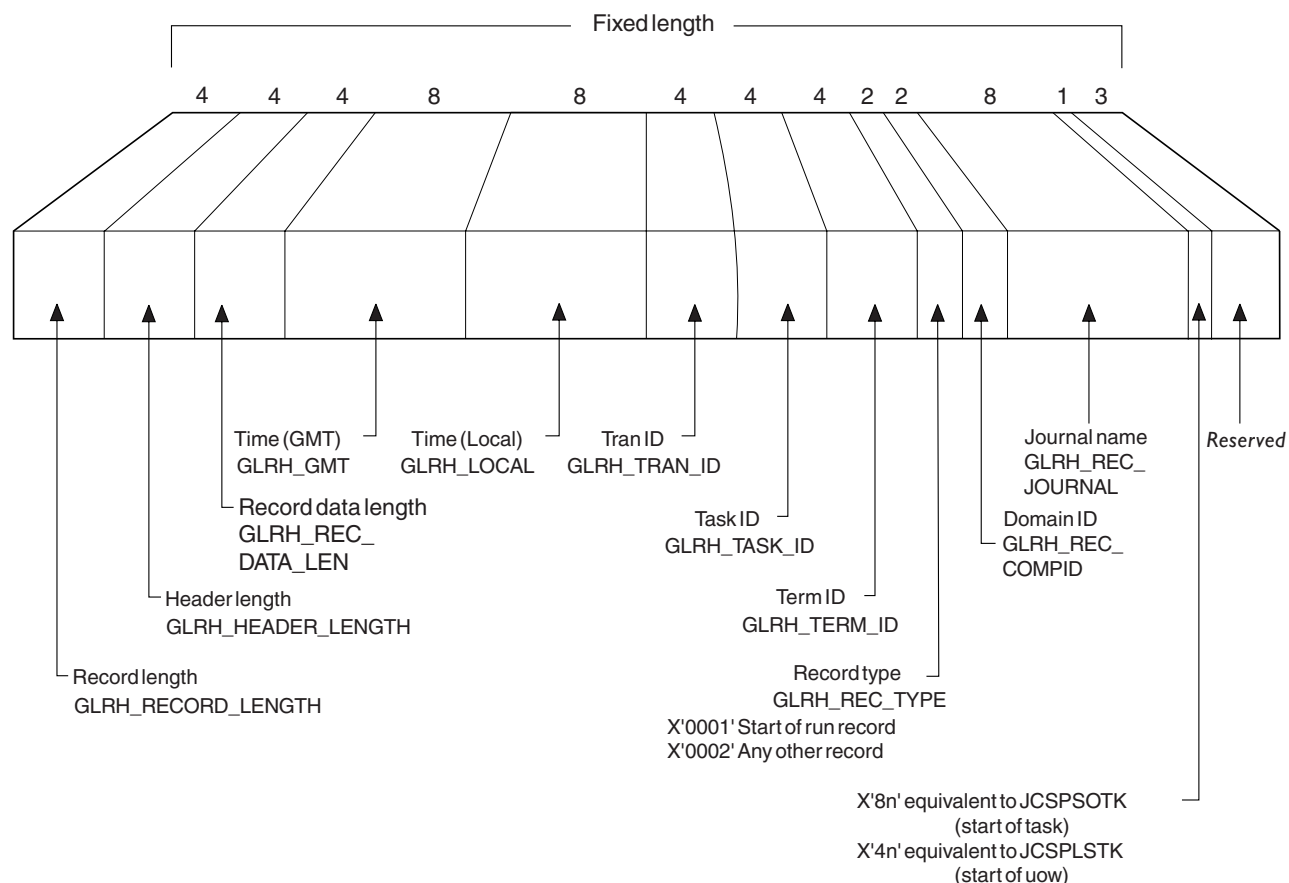 Fixed length
4 4 4 8 8 4 4 4 2 2 8 1 3
Time (GMT)
GLRH_GMT
Time (Local)
GLRH_LOCAL
Tran ID
GLRH_TRAN_ID
Journal name
GLRH_REC_
JOURNAL
Reserved
Record data length
GLRH_REC_
DATA_LEN
Task ID
GLRH_TASK_ID
Domain ID
GLRH_REC_
COMPID
Header length
GLRH_HEADER_LENGTH
Term ID
GLRH_TERM_ID
Record length
GLRH_RECORD_LENGTH
Record type
GLRH_REC_TYPE
X'0001' Start of run record
X'0002' Any other record
X'8n' equivalent to JCSPSOTK
(start of task)
X'4n' equivalent to JCSPLSTK
(start of uow)